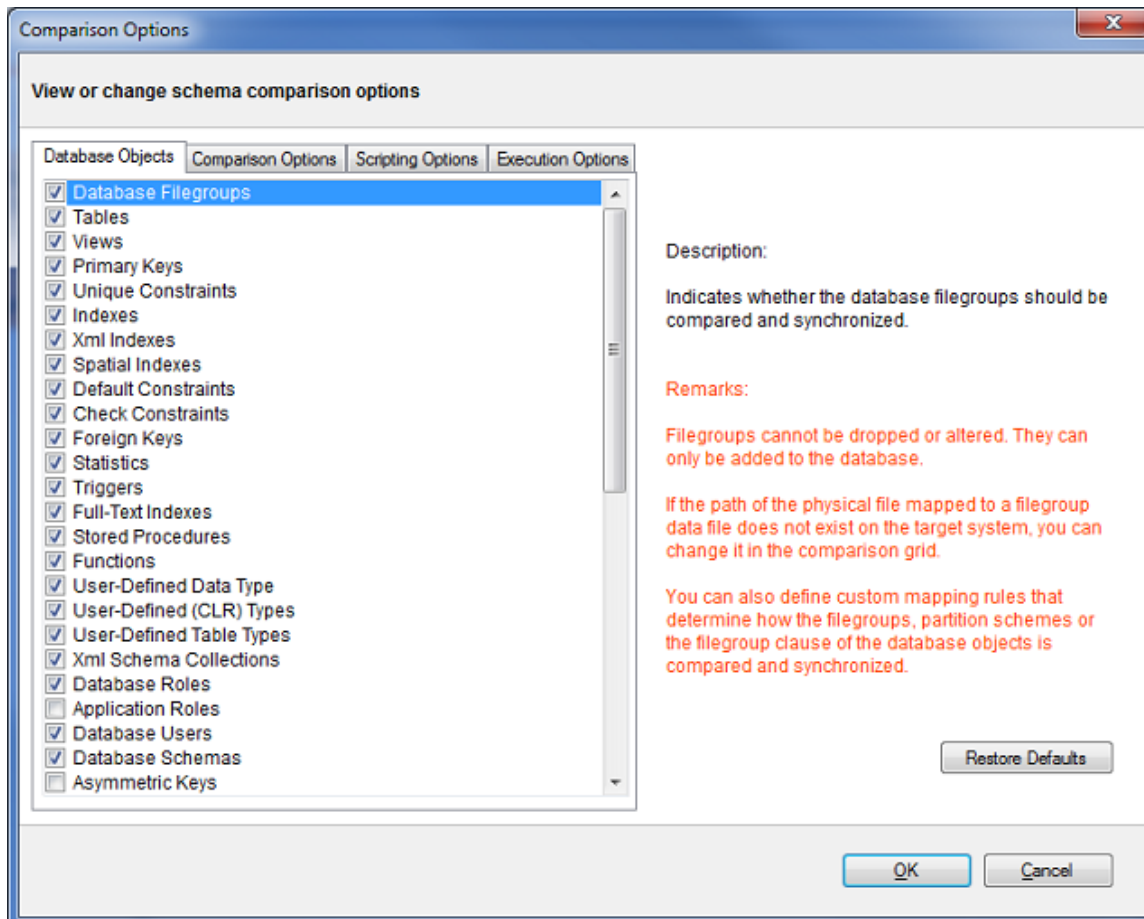 Comparison Options
View or change schema comparison options
Database Objects Comparison Options Scripting Options Execution Options
Database Filegroups
Tables
Views
Primary Keys
Unique Constraints
Indexes
Xml Indexes
Spatial Indexes
Default Constraints
Check Constraints
Foreign Keys
Statistics
Triggers
Full-Text Indexes
Stored Procedures
Functions
User-Defined Data Type
User-Defined (CLR) Types
User-Defined Table Types
Xml Schema Collections
Database Roles
Application Roles
Database Users
Database Schemas
Asymmetric Keys
Description:
Indicates whether the database filegroups should be
compared and synchronized.
Remarks:
Filegroups cannot be dropped or altered. They can
only be added to the database.
If the path of the physical file mapped to a filegroup
data file does not exist on the target system, you can
change it in the comparison grid.
You can also define custom mapping rules that
determine how the filegroups, partition schemes or
the filegroup clause of the database objects is
compared and synchronized.
Restore Defaults
OK Cancel